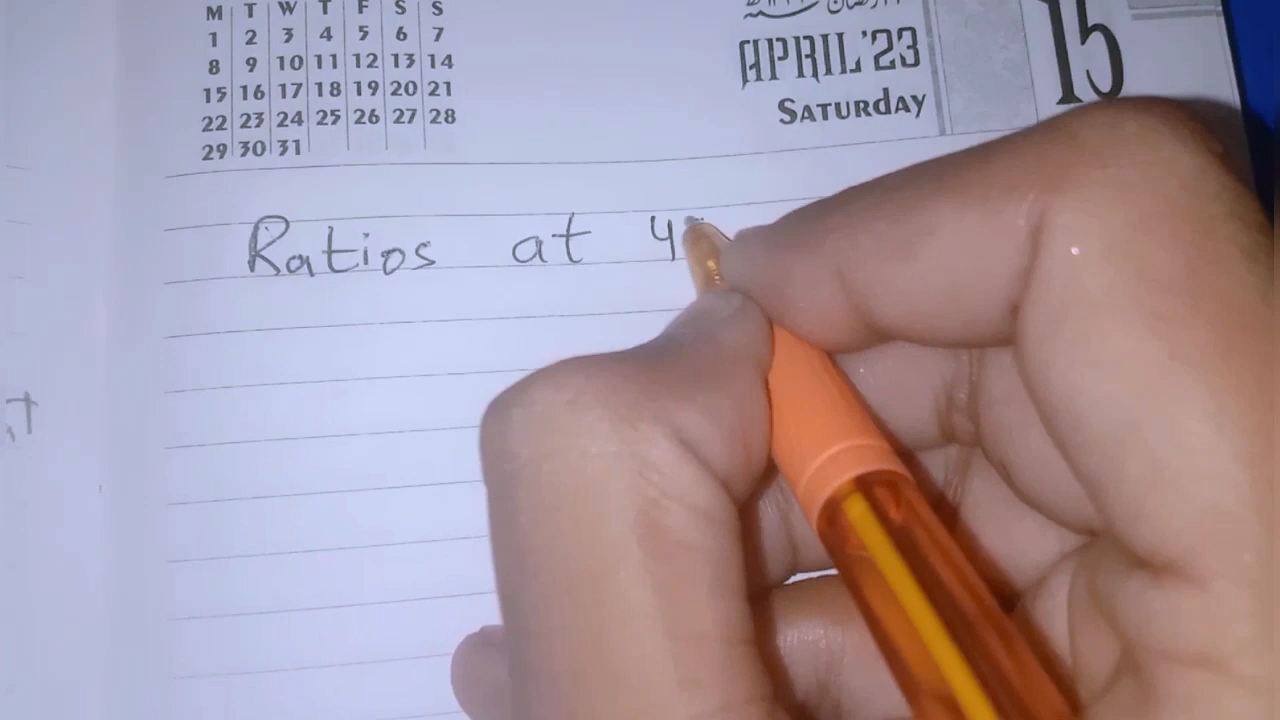 M T W T F S S
1 2 3 4 5 6 7
8 9 10 11 12 13 14
15 16 17 18 19 20 21
22 23 24 25 26 27 28
29 30 31
APRIL '23
SATURdAY
15
Ratios at 4